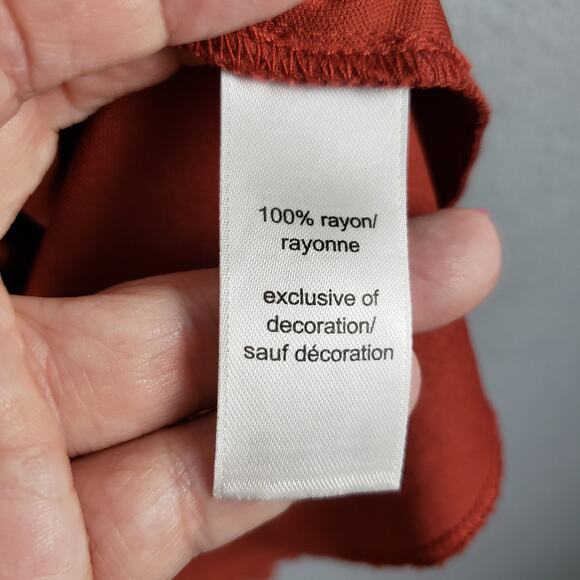 100% rayon/
rayonne
exclusive of
decoration/
sauf décoration